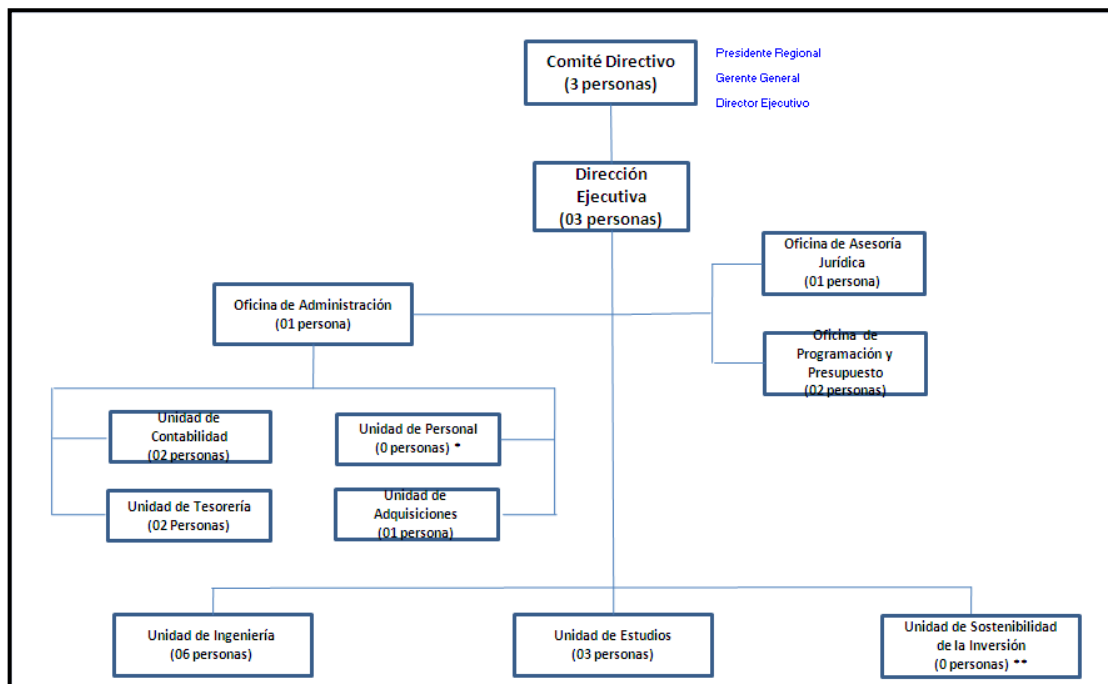 Comité Directivo
(3 personas)
Presidente Regional
Gerente General
Director Ejecutivo
Dirección
Ejecutiva
(03 personas)
Oficina de Asesoría
Jurídica
(01 persona)
Oficina de Administración
(01 persona)
Oficina de
Programación y
Presupuesto
(02 personas)
Unidad de
Contabilidad
(02 personas)
Unidad de Personal
(0 personas) *
Unidad de Tesorería
(02 Personas)
Unidad de
Adquisiciones
(01 persona)
Unidad de Ingeniería
(06 personas)
Unidad de Estudios
(03 personas)
Unidad de Sostenibilidad
de la Inversión
(0 personas) **